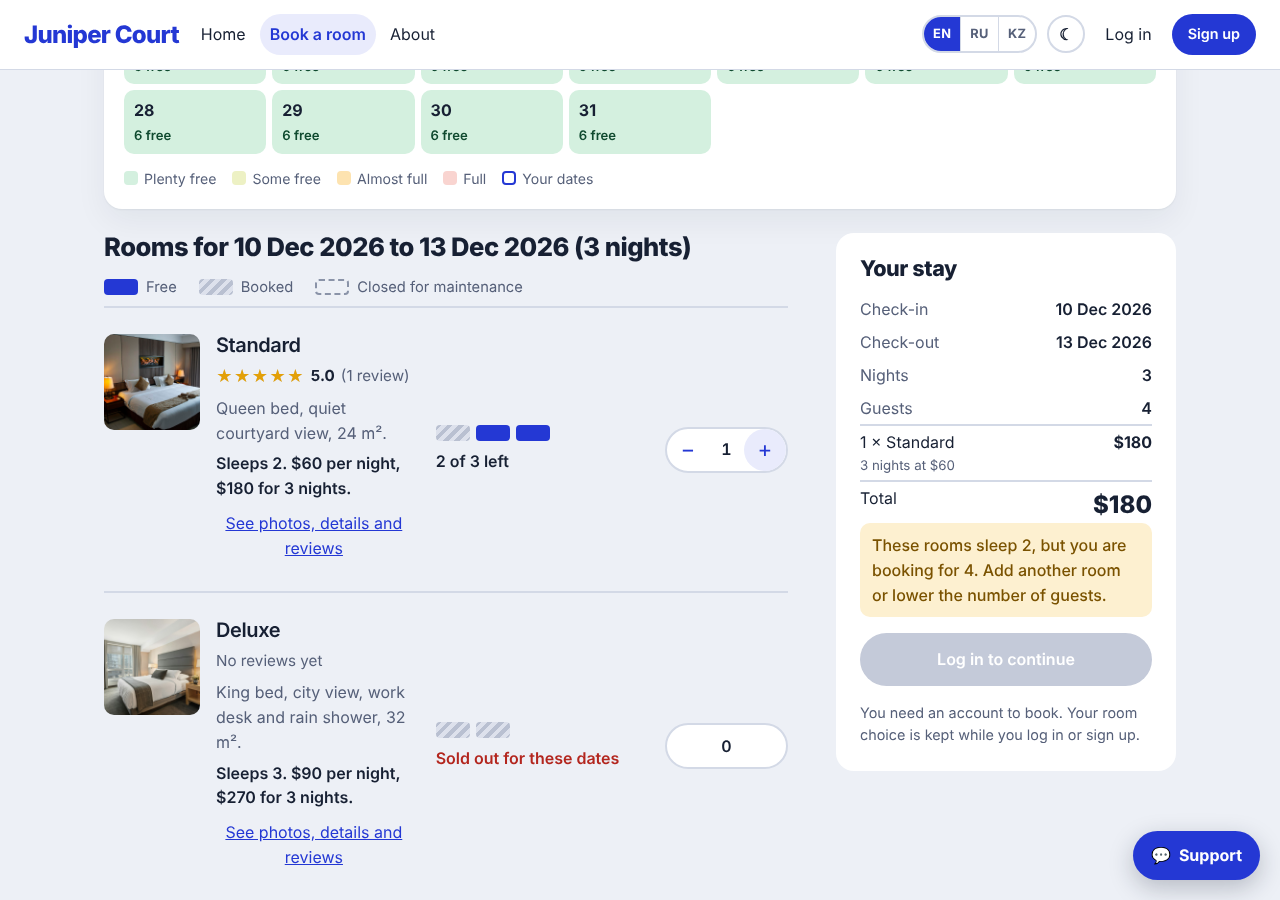 Juniper Court
Home
Book a room
About
EN
RU
KZ
Log in
Sign up
28
6 free
29
6 free
30
6 free
31
6 free
Plenty free
Some free
Almost full
Full
Your dates
Rooms for 10 Dec 2026 to 13 Dec 2026 (3 nights)
Free
Booked
Closed for maintenance
Standard
★★★★★ 5.0 (1 review)
Queen bed, quiet
courtyard view, 24 m².
Sleeps 2. $60 per night,
$180 for 3 nights.
See photos, details and
reviews
2 of 3 left
− 1 +
Deluxe
No reviews yet
King bed, city view, work
desk and rain shower, 32
m².
Sleeps 3. $90 per night,
$270 for 3 nights.
See photos, details and
reviews
Sold out for these dates
0
Your stay
Check-in 10 Dec 2026
Check-out 13 Dec 2026
Nights 3
Guests 4
1 × Standard $180
3 nights at $60
Total $180
These rooms sleep 2, but you are
booking for 4. Add another room
or lower the number of guests.
Log in to continue
You need an account to book. Your room
choice is kept while you log in or sign up.
Support